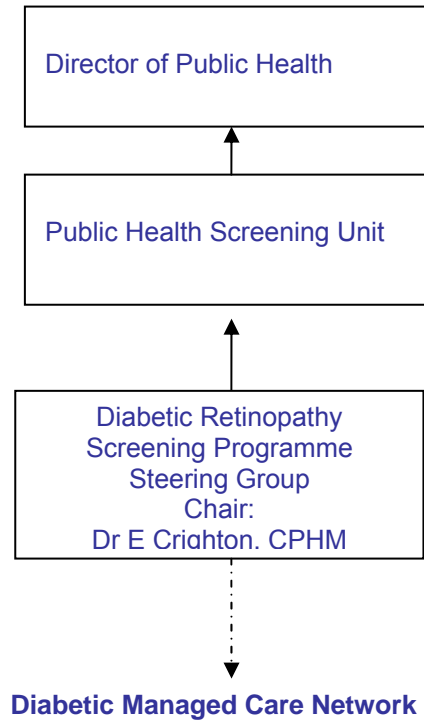 Director of Public Health
Public Health Screening Unit
Diabetic Retinopathy
Screening Programme
Steering Group
Chair:
Dr E Crighton, CPHM
Diabetic Managed Care Network